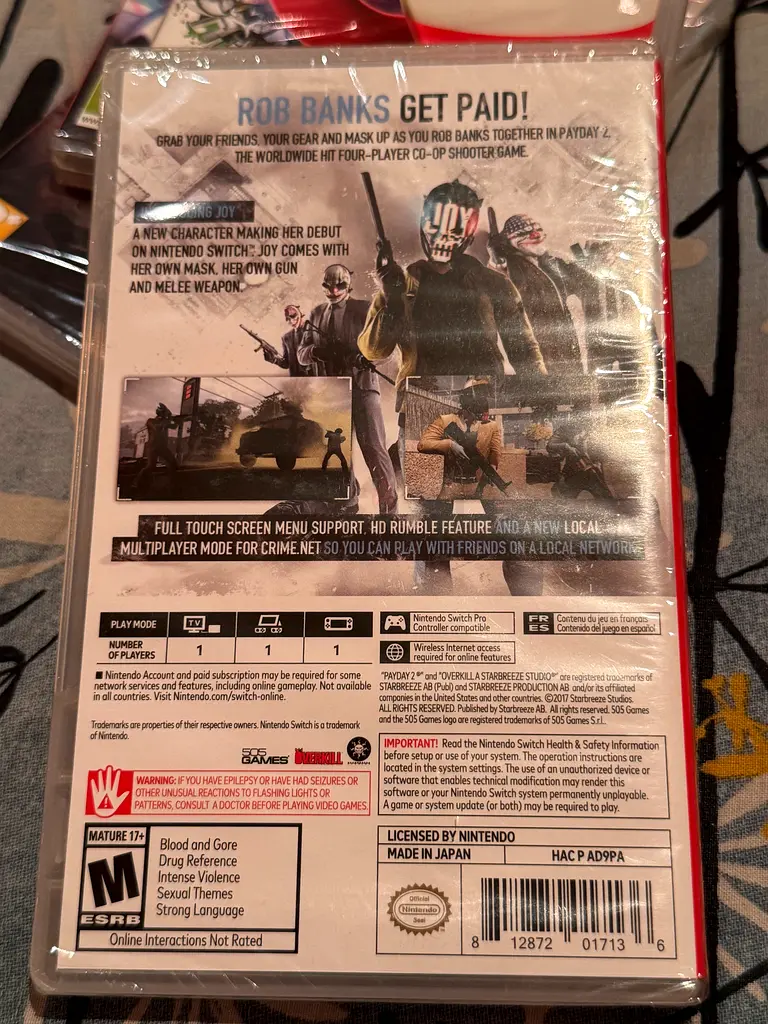 ROB BANKS GET PAID!
GRAB YOUR FRIENDS, YOUR GEAR AND MASK UP AS YOU ROB BANKS TOGETHER IN PAYDAY 2,
THE WORLDWIDE HIT FOUR-PLAYER CO-OP SHOOTER GAME.
JOY
JOY
A NEW CHARACTER MAKING HER DEBUT
ON NINTENDO SWITCH™, JOY COMES WITH
HER OWN MASK, HER OWN GUN
AND MELEE WEAPON.
FULL TOUCH SCREEN MENU SUPPORT, HD RUMBLE FEATURE AND A NEW LOCAL
MULTIPLAYER MODE FOR CRIME.NET SO YOU CAN PLAY WITH FRIENDS ON A LOCAL NETWORK.
PLAY MODE
TV
NUMBER OF PLAYERS
1
1
1
Nintendo Switch Pro
Controller compatible
FR
ES
Contenu du jeu en français
Contenido del juego en español
Wireless Internet access
required for online features
■ Nintendo Account and paid subscription may be required for some
network services and features, including online gameplay. Not available
in all countries. Visit Nintendo.com/switch-online.
Trademarks are properties of their respective owners. Nintendo Switch is a trademark
of Nintendo.
"PAYDAY 2 ®" and "OVERKILL A STARBREEZE STUDIO®" are registered trademarks of
STARBREEZE AB (Publ) and STARBREEZE PRODUCTION AB and/or its affiliated
companies in the United States and other countries. ©2017 Starbreeze Studios.
ALL RIGHTS RESERVED. Published by Starbreeze AB. All rights reserved. 505 Games
and the 505 Games logo are registered trademarks of 505 Games S.r.l.
505
GAMES
OVERKILL
WARNING: IF YOU HAVE EPILEPSY OR HAVE HAD SEIZURES OR
OTHER UNUSUAL REACTIONS TO FLASHING LIGHTS OR
PATTERNS, CONSULT A DOCTOR BEFORE PLAYING VIDEO GAMES.
IMPORTANT! Read the Nintendo Switch Health & Safety Information
before setup or use of your system. The operation instructions are
located in the system settings. The use of an unauthorized device or
software that enables technical modification may render this
software or your Nintendo Switch system permanently unplayable.
A game or system update (or both) may be required to play.
MATURE 17+
M
ESRB
Blood and Gore
Drug Reference
Intense Violence
Sexual Themes
Strong Language
Online Interactions Not Rated
LICENSED BY NINTENDO
MADE IN JAPAN
HAC P AD9PA
Official
Nintendo
Seal
8 12872 01713 6